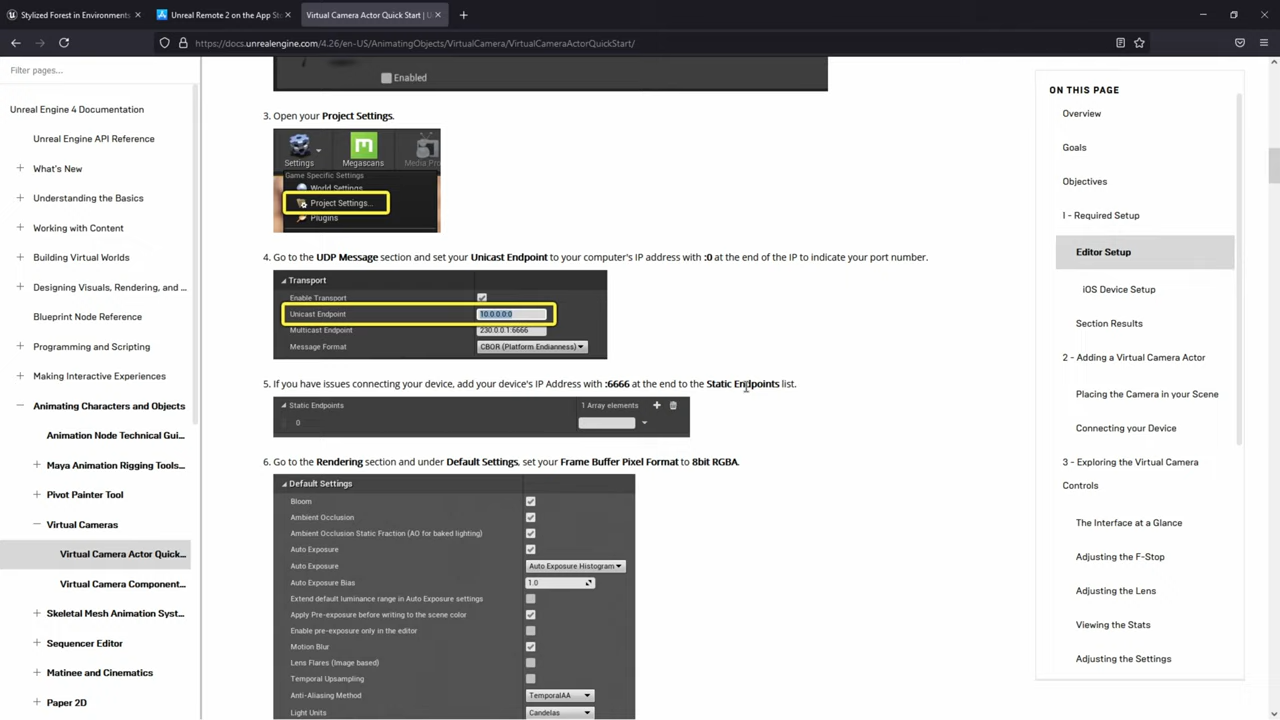 Stylized Forest in Environments
Unreal Remote 2 on the App St
Virtual Camera Actor Quick Start | U
https://docs.unrealengine.com/4.26/en-US/AnimatingObjects/VirtualCamera/VirtualCameraActorQuickStart/
Filter pages...
Unreal Engine 4 Documentation
Unreal Engine API Reference
What's New
Understanding the Basics
Working with Content
Building Virtual Worlds
Designing Visuals, Rendering, and ...
Blueprint Node Reference
Programming and Scripting
Making Interactive Experiences
Animating Characters and Objects
Animation Node Technical Gui...
Maya Animation Rigging Tools...
Pivot Painter Tool
Virtual Cameras
Virtual Camera Actor Quick...
Virtual Camera Component...
Skeletal Mesh Animation Syst...
Sequencer Editor
Matinee and Cinematics
Paper 2D
Enabled
3. Open your Project Settings.
Settings
Megascans
Media Pro
Game Specific Settings
World Settings...
Project Settings...
Plugins
4. Go to the UDP Message section and set your Unicast Endpoint to your computer's IP address with :0 at the end of the IP to indicate your port number.
Transport
Enable Transport
Unicast Endpoint 10.0.0.0:0
Multicast Endpoint 230.0.0.1:6666
Message Format CBOR (Platform Endianness)
5. If you have issues connecting your device, add your device's IP Address with :6666 at the end to the Static Endpoints list.
Static Endpoints 1 Array elements
0
6. Go to the Rendering section and under Default Settings, set your Frame Buffer Pixel Format to 8bit RGBA.
Default Settings
Bloom
Ambient Occlusion
Ambient Occlusion Static Fraction (AO for baked lighting)
Auto Exposure
Auto Exposure Auto Exposure Histogram
Auto Exposure Bias 1.0
Extend default luminance range in Auto Exposure settings
Apply Pre-exposure before writing to the scene color
Enable pre-exposure only in the editor
Motion Blur
Lens Flares (Image based)
Temporal Upsampling
Anti-Aliasing Method TemporalAA
Light Units Candelas
ON THIS PAGE
Overview
Goals
Objectives
1 - Required Setup
Editor Setup
iOS Device Setup
Section Results
2 - Adding a Virtual Camera Actor
Placing the Camera in your Scene
Connecting your Device
3 - Exploring the Virtual Camera
Controls
The Interface at a Glance
Adjusting the F-Stop
Adjusting the Lens
Viewing the Stats
Adjusting the Settings